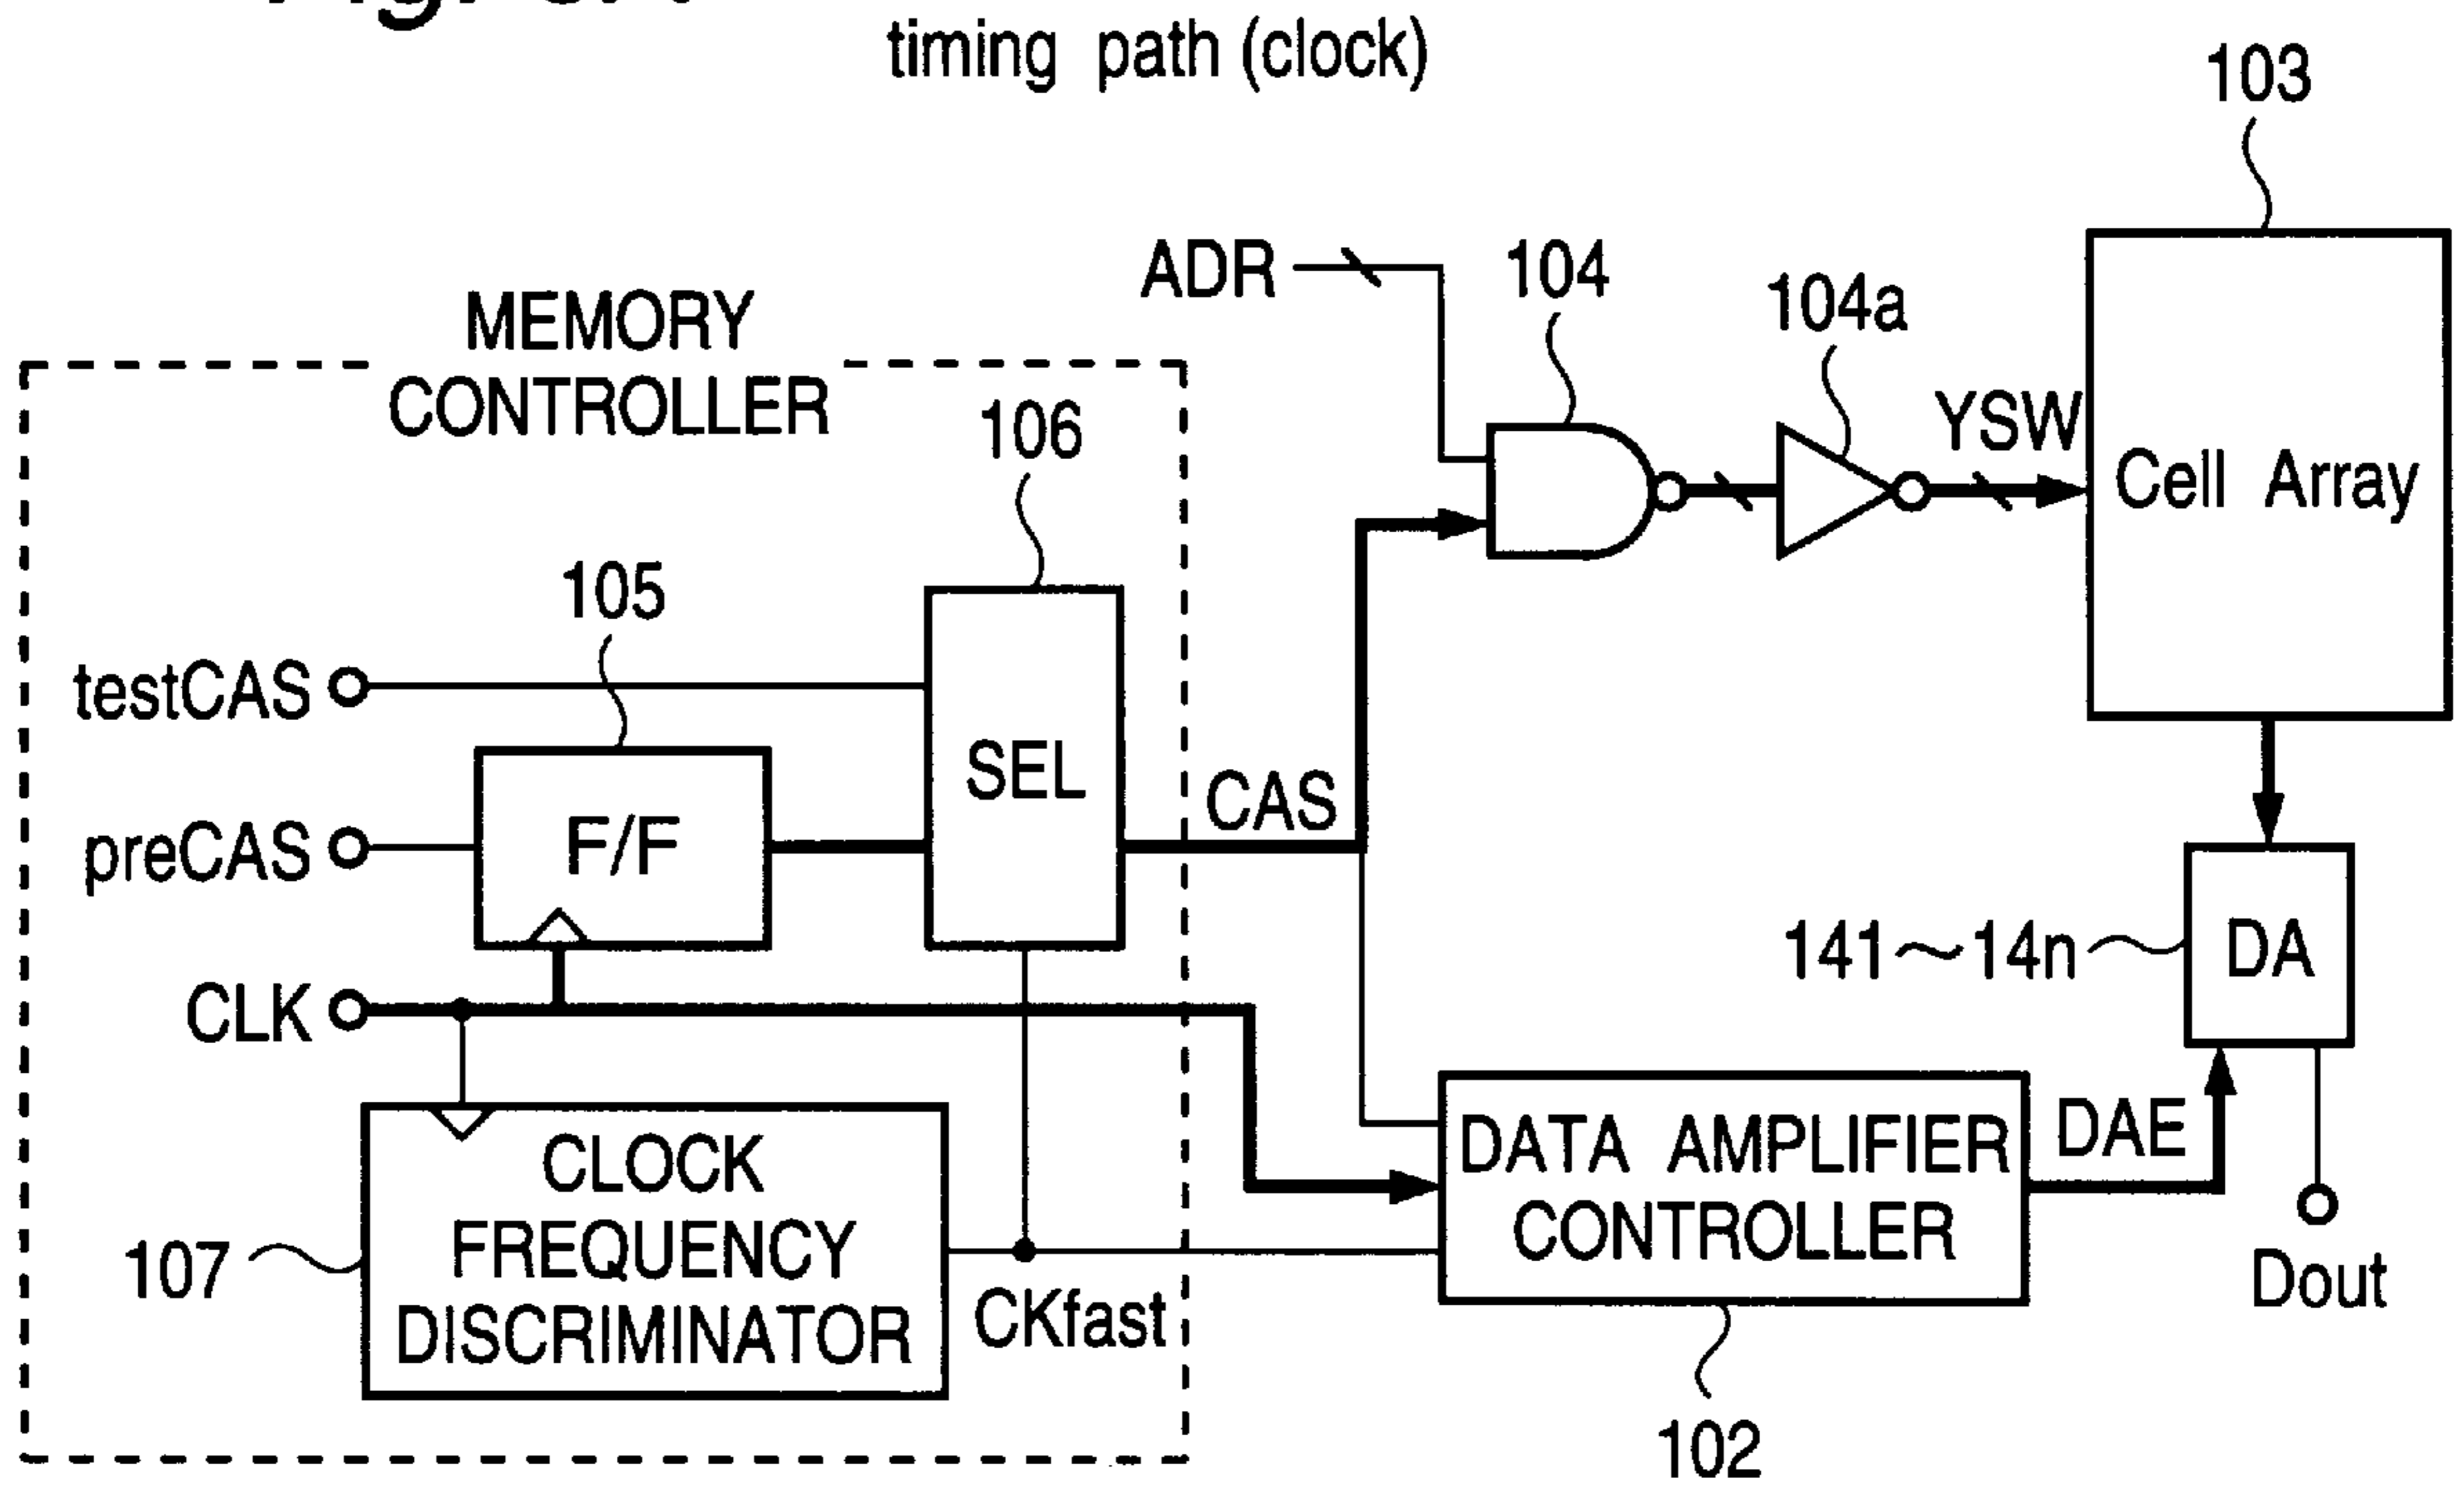 timing path (clock)
103
ADR
104
104a
MEMORY
CONTROLLER
YSW
106
Cell Array
105
testCAS
SEL
CAS
preCAS
F/F
141~14n
DA
CLK
DATA AMPLIFIER
CONTROLLER
DAE
CLOCK
FREQUENCY
DISCRIMINATOR
107
CKfast
Dout
102